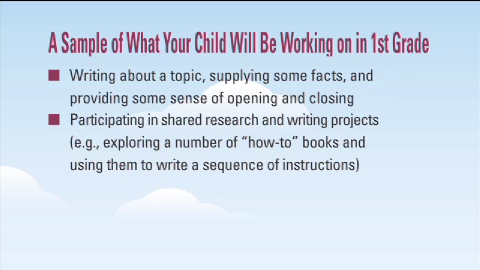 A Sample of What Your Child Will Be Working on in 1st Grade
Writing about a topic, supplying some facts, and
providing some sense of opening and closing
Participating in shared research and writing projects
(e.g., exploring a number of “how-to” books and
using them to write a sequence of instructions)